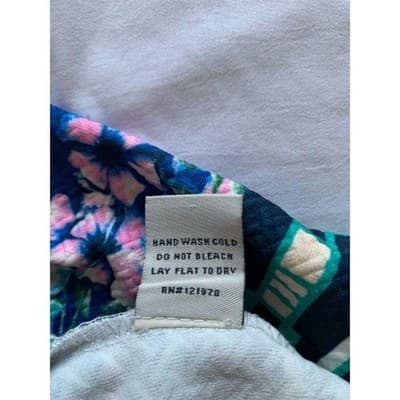 HAND WASH COLD
DO NOT BLEACH
LAY FLAT TO DRY
RN#121970